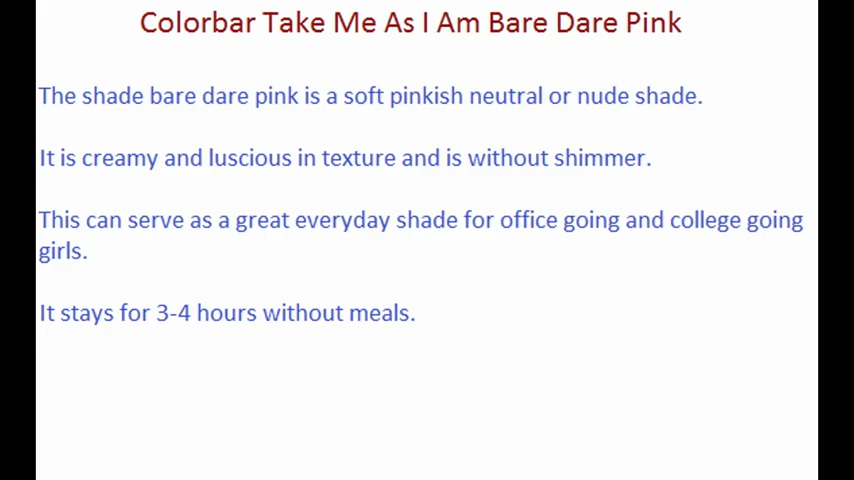 Colorbar Take Me As I Am Bare Dare Pink
The shade bare dare pink is a soft pinkish neutral or nude shade.
It is creamy and luscious in texture and is without shimmer.
This can serve as a great everyday shade for office going and college going
girls.
It stays for 3-4 hours without meals.